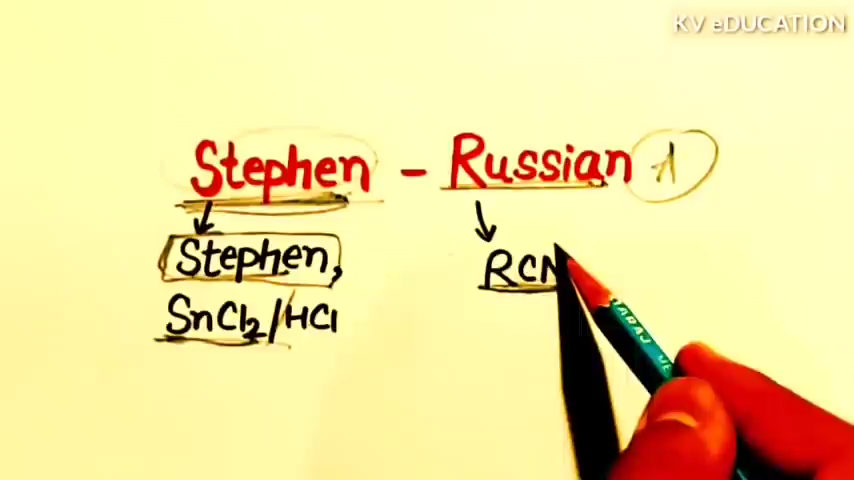 KV eDUCATION
Stephen - Russian A
Stephen, RCN
SnCl2/HCl